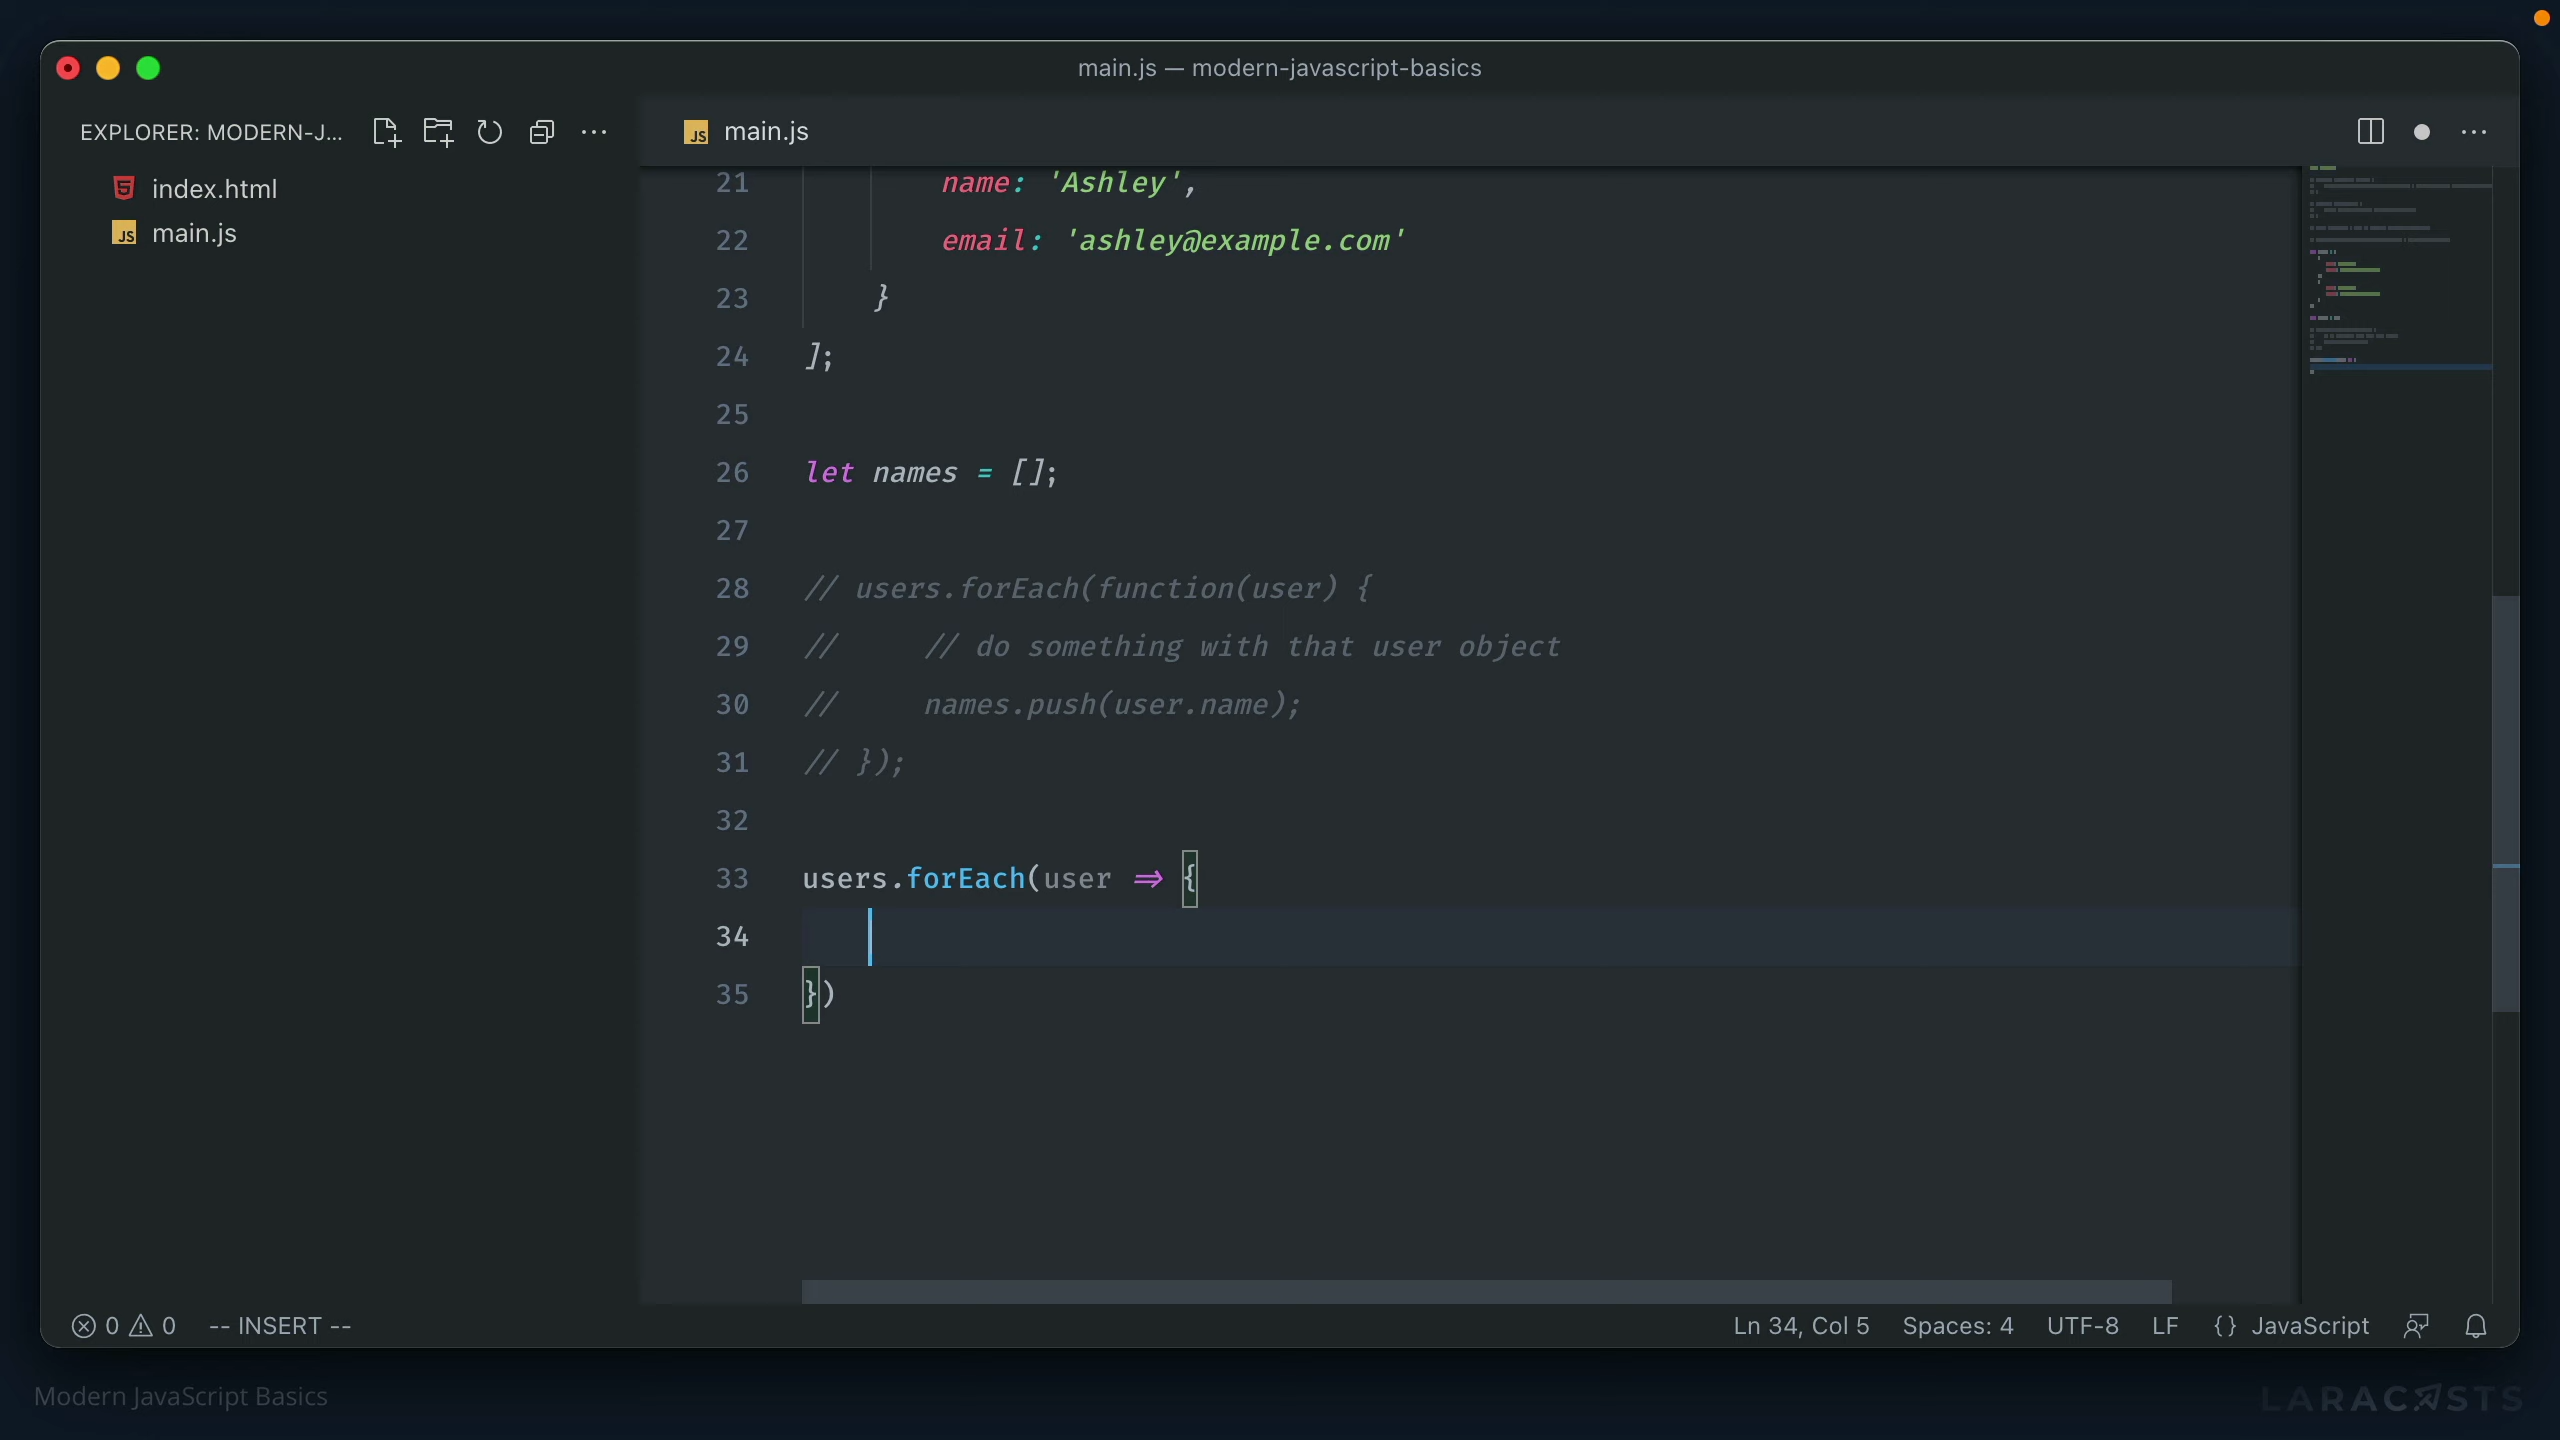 main.js — modern-javascript-basics
EXPLORER: MODERN-J...
main.js
index.html
main.js
21 name: 'Ashley',
22 email: 'ashley@example.com'
23 }
24 ];
25
26 let names = [];
27
28 // users.forEach(function(user) {
29 //     // do something with that user object
30 //     names.push(user.name);
31 // });
32
33 users.forEach(user => {
34
35 })
0 0 -- INSERT --
Ln 34, Col 5 Spaces: 4 UTF-8 LF {} JavaScript
Modern JavaScript Basics
LARACASTS